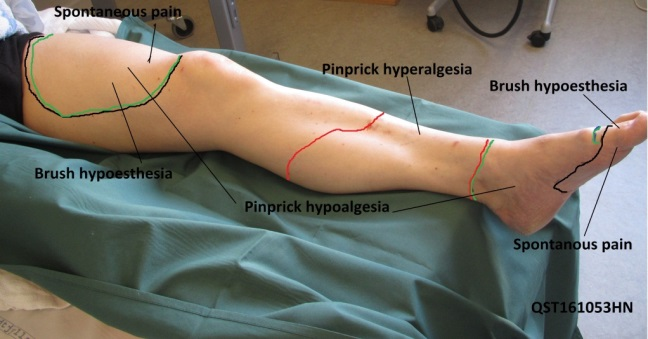 Spontaneous pain
Pinprick hyperalgesia
Brush hypoesthesia
Brush hypoesthesia
Pinprick hypoalgesia
Spontanous pain
QST161053HN